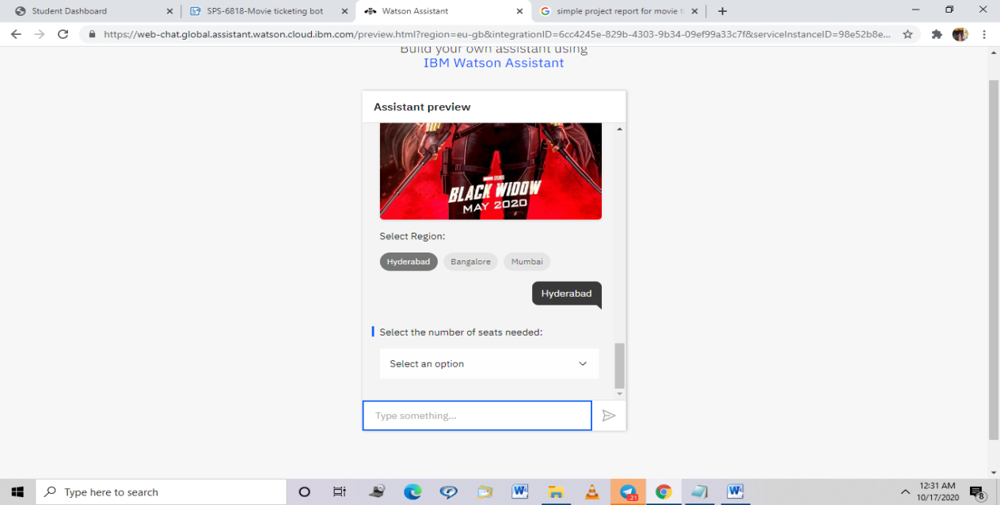 Student Dashboard
SPS-6818-Movie ticketing bot
Watson Assistant
simple project report for movie t
https://web-chat.global.assistant.watson.cloud.ibm.com/preview.html?region=eu-gb&integrationID=6cc4245e-829b-4303-9b34-09ef99a33c7f&serviceInstanceID=98e52b8e...
Build your own assistant using
IBM Watson Assistant
Assistant preview
BLACK WIDOW
MAY 2020
Select Region:
Hyderabad Bangalore Mumbai
Hyderabad
Select the number of seats needed:
Select an option
Type something...
Type here to search
21
12:31 AM
10/17/2020
8